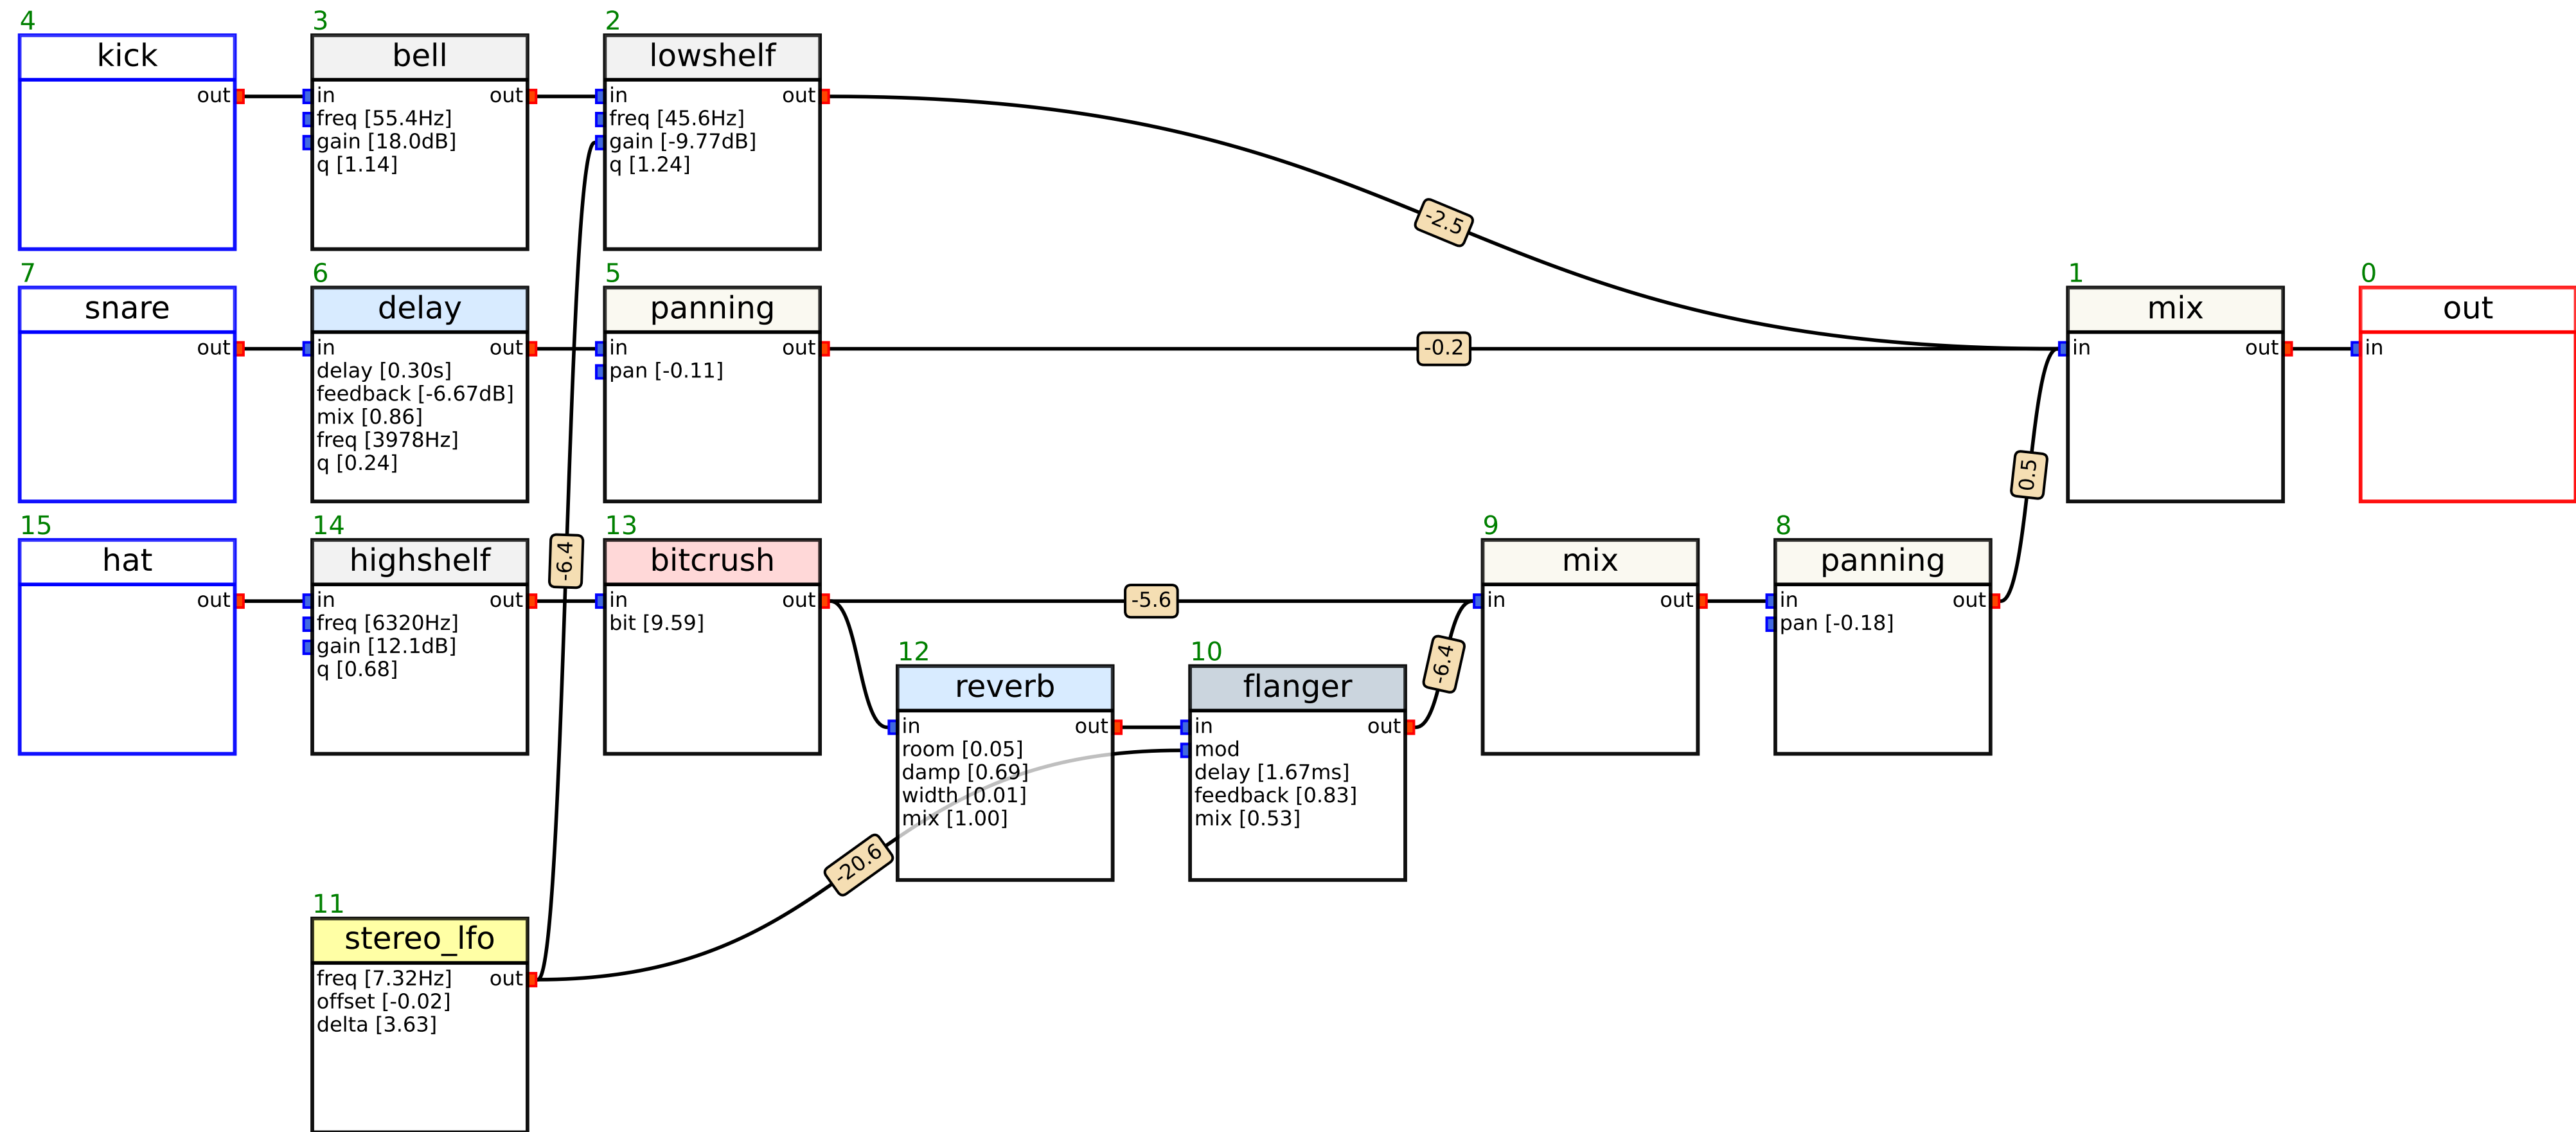 4
kick
out
3
bell
in out
freq [55.4Hz]
gain [18.0dB]
q [1.14]
2
lowshelf
in out
freq [45.6Hz]
gain [-9.77dB]
q [1.24]
-2.5
7
snare
out
6
delay
in out
delay [0.30s]
feedback [-6.67dB]
mix [0.86]
freq [3978Hz]
q [0.24]
5
panning
in out
pan [-0.11]
-0.2
1
mix
in out
0
out
in
0.5
15
hat
out
14
highshelf
in out
freq [6320Hz]
gain [12.1dB]
q [0.68]
-6.4
13
bitcrush
in out
bit [9.59]
-5.6
12
reverb
in out
room [0.05]
damp [0.69]
width [0.01]
mix [1.00]
10
flanger
in out
mod
delay [1.67ms]
feedback [0.83]
mix [0.53]
-6.4
9
mix
in out
8
panning
in out
pan [-0.18]
-20.6
11
stereo_lfo
freq [7.32Hz] out
offset [-0.02]
delta [3.63]